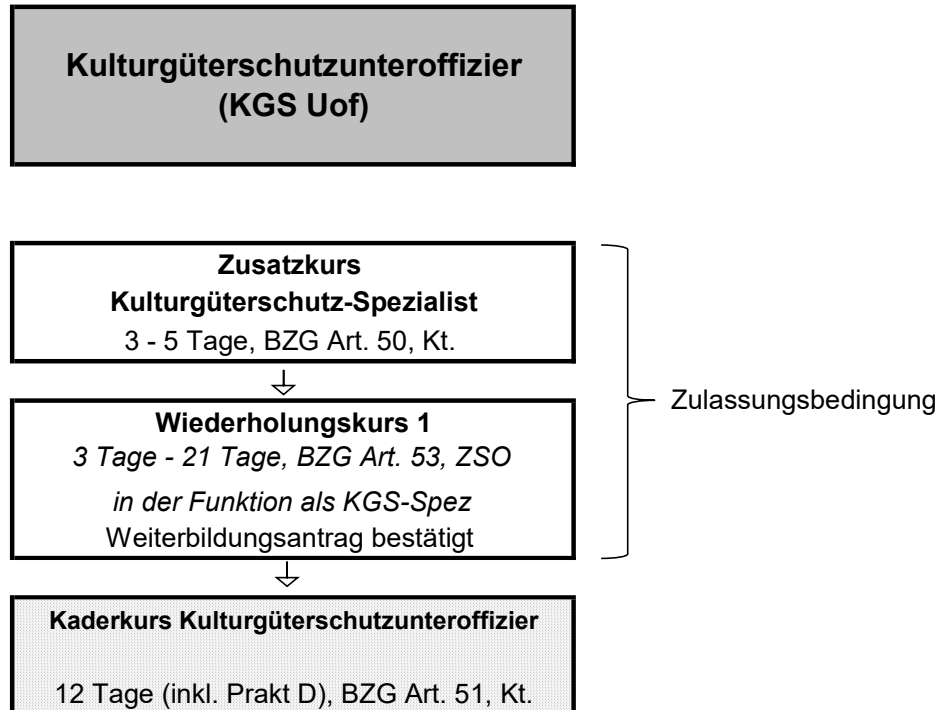 Kulturgüterschutzunteroffizier
(KGS Uof)
Zusatzkurs
Kulturgüterschutz-Spezialist
3 - 5 Tage, BZG Art. 50, Kt.
Wiederholungskurs 1
3 Tage - 21 Tage, BZG Art. 53, ZSO
in der Funktion als KGS-Spez
Weiterbildungsantrag bestätigt
Zulassungsbedingung
Kaderkurs Kulturgüterschutzunteroffizier
12 Tage (inkl. Prakt D), BZG Art. 51, Kt.